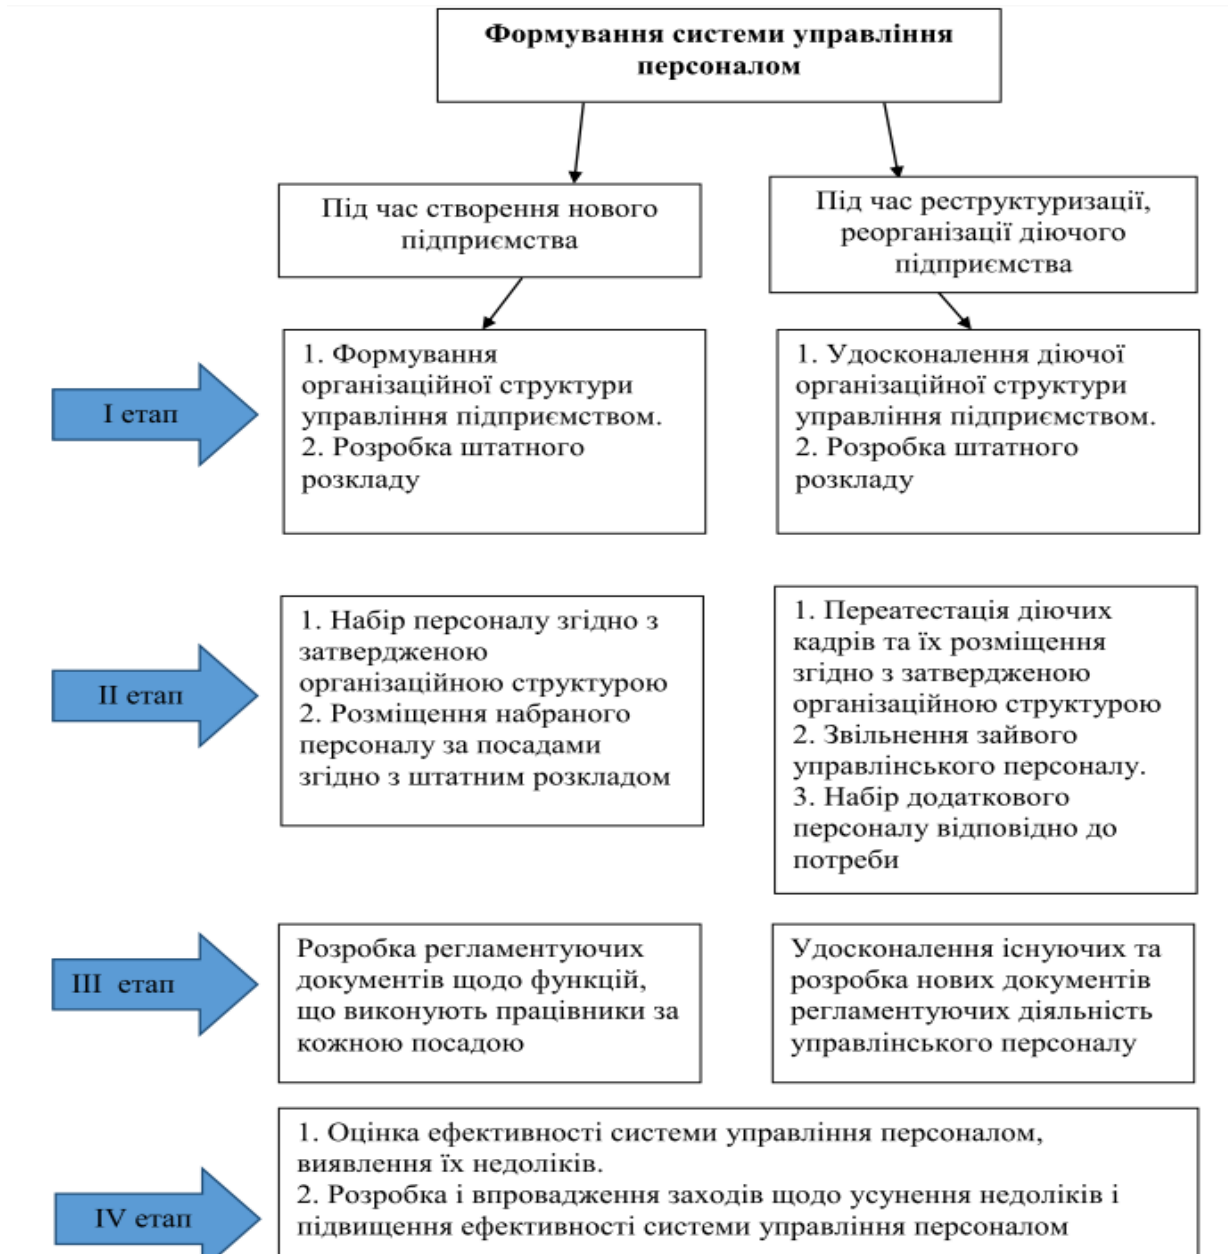 Формування системи управління
персоналом
Під час створення нового
підприємства
Під час реструктуризації,
реорганізації діючого
підприємства
І етап
1. Формування
організаційної структури
управління підприємством.
2. Розробка штатного
розкладу
1. Удосконалення діючої
організаційної структури
управління підприємством.
2. Розробка штатного
розкладу
ІІ етап
1. Набір персоналу згідно з
затвердженою
організаційною структурою
2. Розміщення набраного
персоналу за посадами
згідно з штатним розкладом
1. Переатестація діючих
кадрів та їх розміщення
згідно з затвердженою
організаційною структурою
2. Звільнення зайвого
управлінського персоналу.
3. Набір додаткового
персоналу відповідно до
потреби
ІІІ етап
Розробка регламентуючих
документів щодо функцій,
що виконують працівники за
кожною посадою
Удосконалення існуючих та
розробка нових документів
регламентуючих діяльність
управлінського персоналу
IV етап
1. Оцінка ефективності системи управління персоналом,
виявлення їх недоліків.
2. Розробка і впровадження заходів щодо усунення недоліків і
підвищення ефективності системи управління персоналом